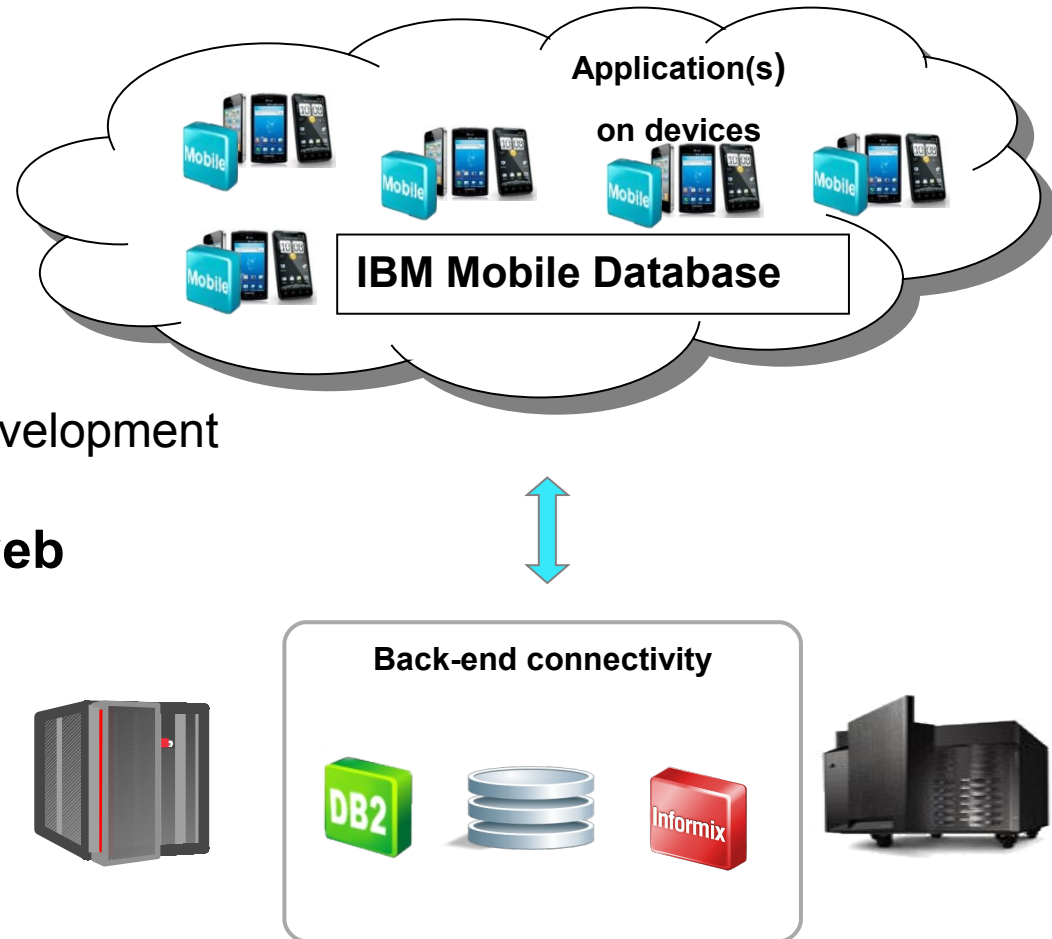 Application(s)
on devices
Mobile
Mobile
Mobile
Mobile
Mobile
IBM Mobile Database
velopment
eb
Back-end connectivity
DB2
Informix